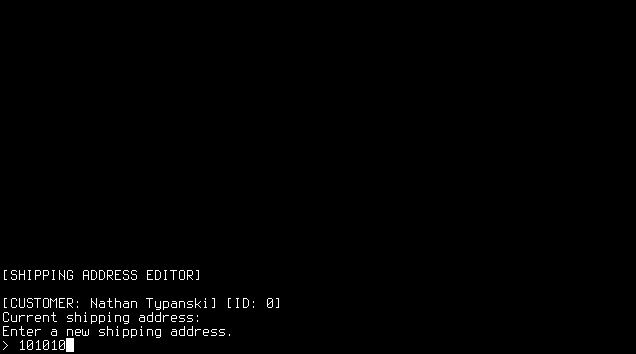 [SHIPPING ADDRESS EDITOR]
[CUSTOMER: Nathan Typanski] [ID: 0]
Current shipping address:
Enter a new shipping address.
> 101010